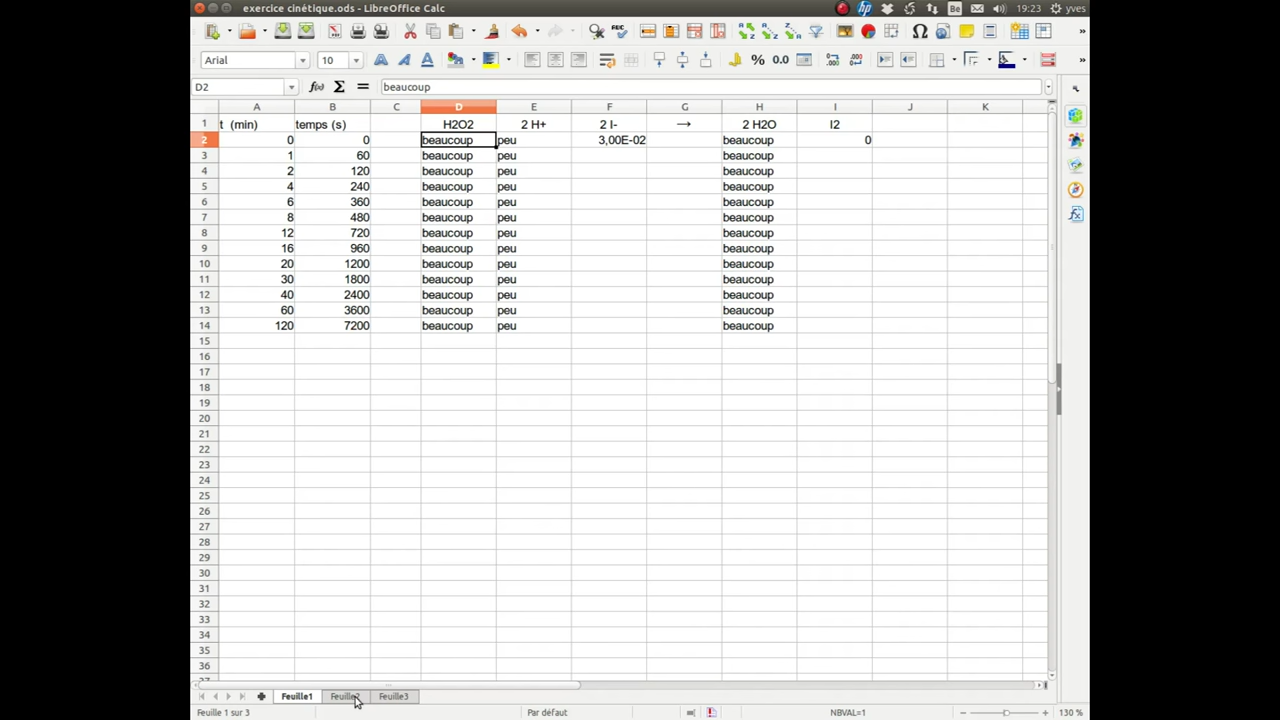 exercice cinétique.ods - LibreOffice Calc
Be 19:23 yves
Arial 10
D2 beaucoup
A B C D E F G H I J K
1 t (min) temps (s) H2O2 2 H+ 2 I- → 2 H2O I2
2 0 0 beaucoup peu 3,00E-02 beaucoup 0
3 1 60 beaucoup peu beaucoup
4 2 120 beaucoup peu beaucoup
5 4 240 beaucoup peu beaucoup
6 6 360 beaucoup peu beaucoup
7 8 480 beaucoup peu beaucoup
8 12 720 beaucoup peu beaucoup
9 16 960 beaucoup peu beaucoup
10 20 1200 beaucoup peu beaucoup
11 30 1800 beaucoup peu beaucoup
12 40 2400 beaucoup peu beaucoup
13 60 3600 beaucoup peu beaucoup
14 120 7200 beaucoup peu beaucoup
15
16
17
18
19
20
21
22
23
24
25
26
27
28
29
30
31
32
33
34
35
36
Feuille1 Feuille2 Feuille3
Feuille 1 sur 3 Par défaut NBVAL=1 130 %